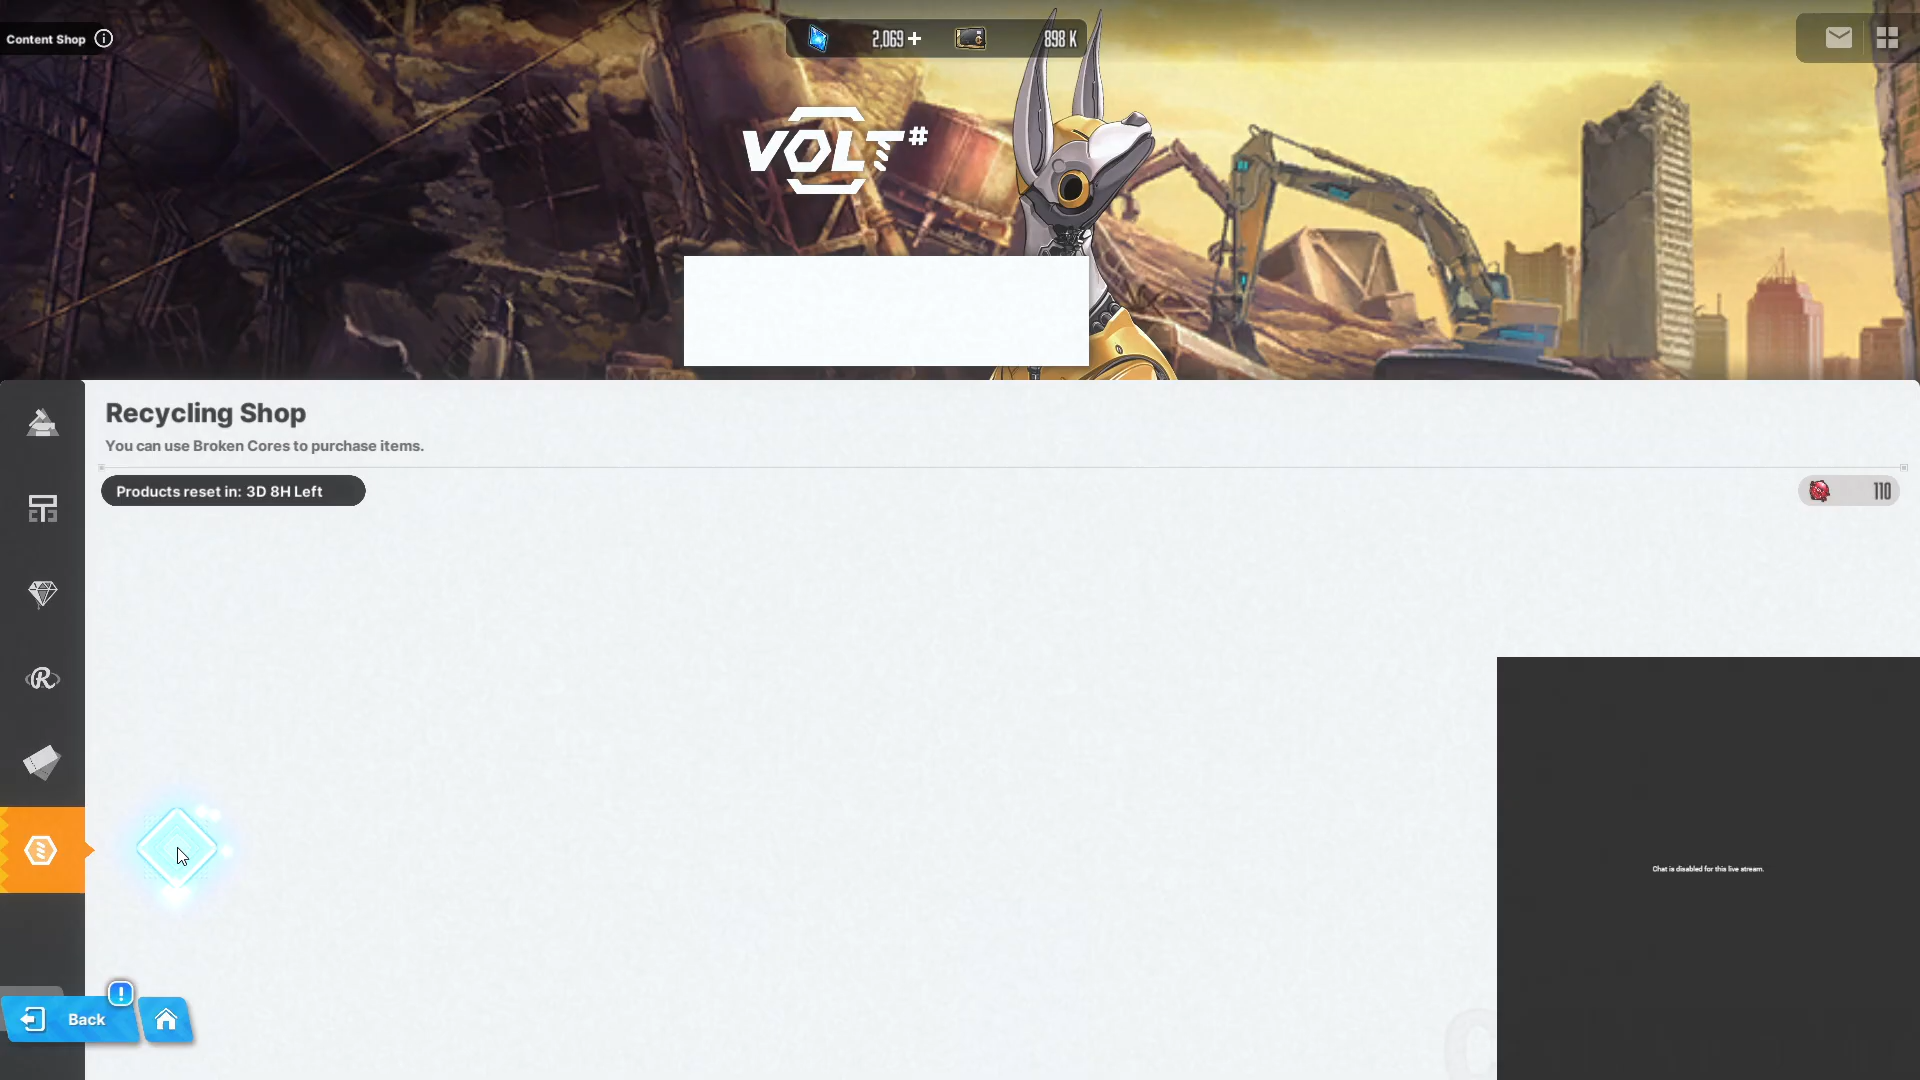 Content Shop
2,069
898 K
VOLT#
Recycling Shop
You can use Broken Cores to purchase items.
Products reset in: 3D 8H Left
110
R
Chat is disabled for this live stream.
Back